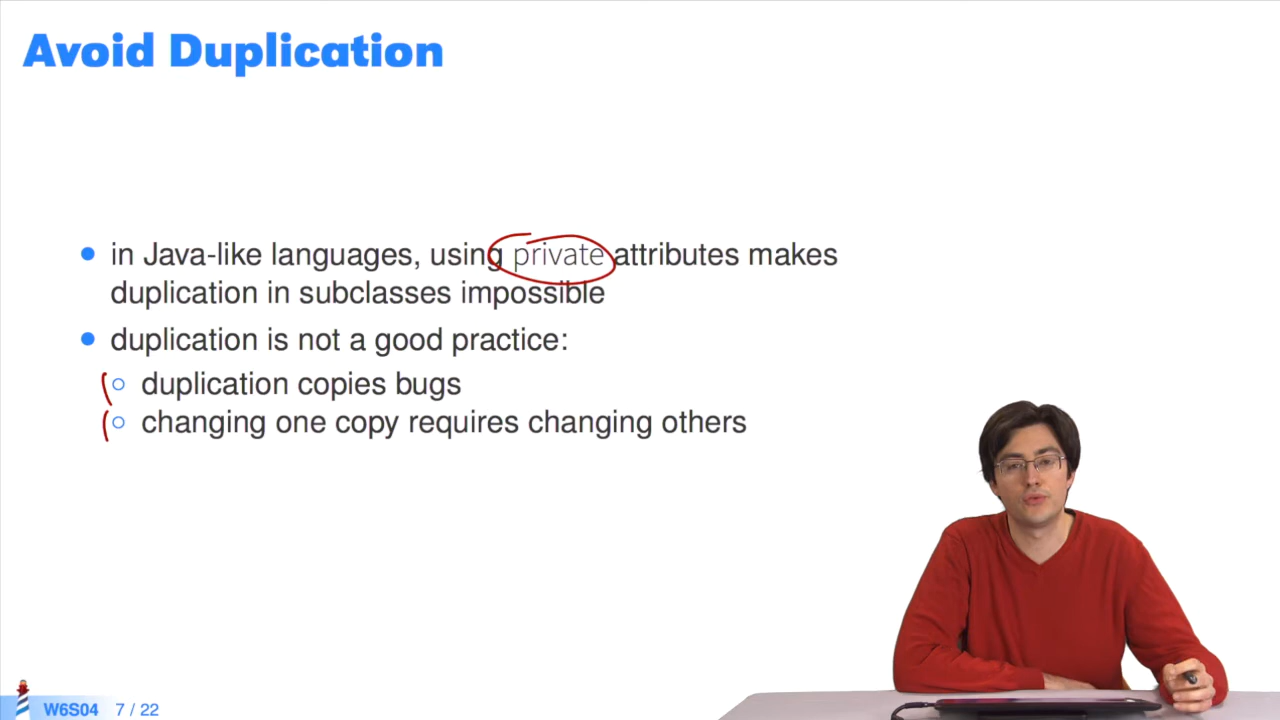 Avoid Duplication
in Java-like languages, using private attributes makes
duplication in subclasses impossible
duplication is not a good practice:
duplication copies bugs
changing one copy requires changing others
W6S04 7 / 22